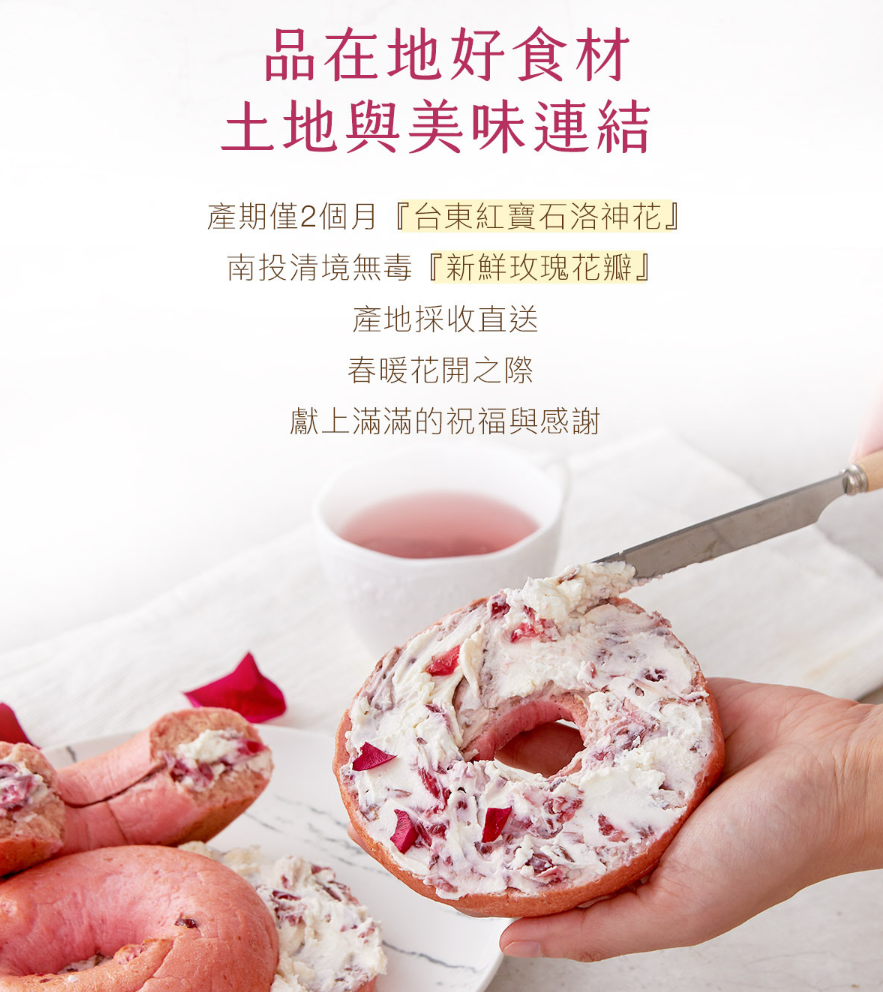 品在地好食材
土地與美味連結
產期僅2個月『台東紅寶石洛神花』
南投清境無毒『新鮮玫瑰花瓣』
產地採收直送
春暖花開之際
獻上滿滿的祝福與感謝